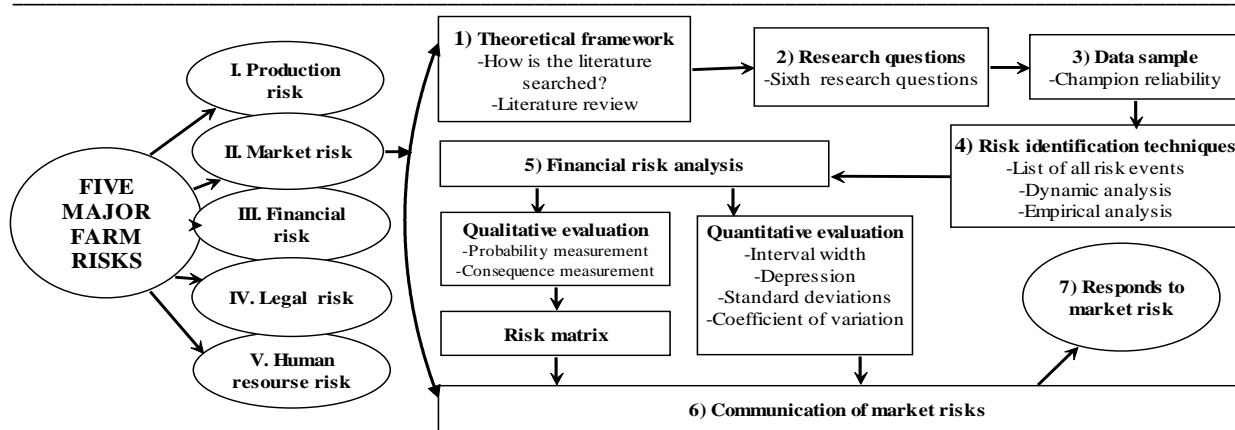 FIVE
MAJOR
FARM
RISKS
I. Production
risk
II. Market risk
III. Financial
risk
IV. Legal risk
V. Human
resourse risk
1) Theoretical framework
-How is the literature
searched?
-Literature review
2) Research questions
-Sixth research questions
3) Data sample
-Champion reliability
4) Risk identification techniques
-List of all risk events
-Dynamic analysis
-Empirical analysis
5) Financial risk analysis
Qualitative evaluation
-Probability measurement
-Consequence measurement
Risk matrix
Quantitative evaluation
-Interval width
-Depression
-Standard deviations
-Coefficient of variation
6) Communication of market risks
7) Responds to
market risk